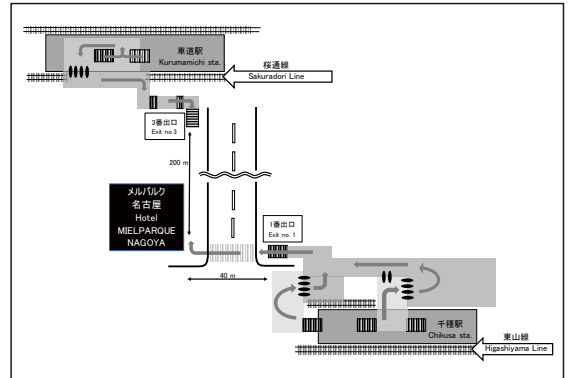 車道駅
Kurumamichi sta.
桜通線
Sakuradori Line
3番出口
Exit no 3
200 m
メルパルク
名古屋
Hotel
MIELPARQUE
NAGOYA
1番出口
Exit no. 1
40 m
千種駅
Chikusa sta.
東山線
Higashiyama Line